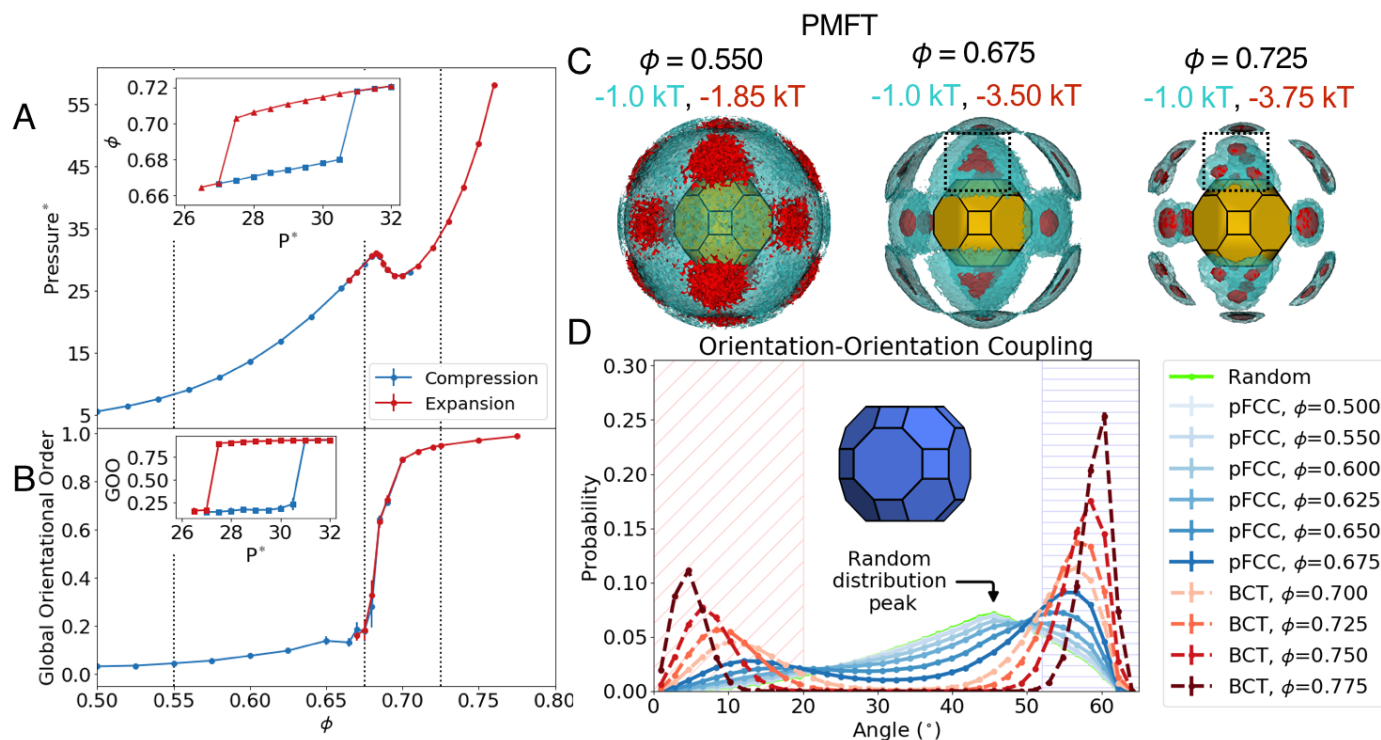 PMFT
A
B
C
D
ϕ = 0.550
-1.0 kT, -1.85 kT
ϕ = 0.675
-1.0 kT, -3.50 kT
ϕ = 0.725
-1.0 kT, -3.75 kT
Pressure*
55
45
35
25
15
5
ϕ
0.72
0.70
0.68
0.66
26 28 30 32
P*
Compression
Expansion
Global Orientational Order
1.0
0.8
0.6
0.4
0.2
0.0
GOO
0.75
0.50
0.25
26 28 30 32
P*
0.50 0.55 0.60 0.65 0.70 0.75 0.80
ϕ
Orientation-Orientation Coupling
Probability
0.30
0.25
0.20
0.15
0.10
0.05
0.00
Random
distribution
peak
0 10 20 30 40 50 60
Angle (°)
Random
pFCC, ϕ=0.500
pFCC, ϕ=0.550
pFCC, ϕ=0.600
pFCC, ϕ=0.625
pFCC, ϕ=0.650
pFCC, ϕ=0.675
BCT, ϕ=0.700
BCT, ϕ=0.725
BCT, ϕ=0.750
BCT, ϕ=0.775